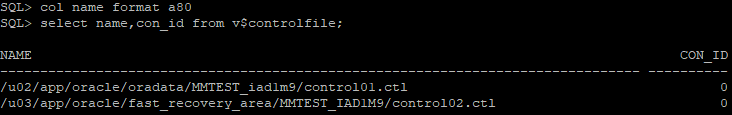 SQL> col name format a80
SQL> select name,con_id from v$controlfile;
NAME CON_ID
-------------------------------------------------------------------------------- ----------
/u02/app/oracle/oradata/MMTEST_iad1m9/control01.ctl 0
/u03/app/oracle/fast_recovery_area/MMTEST_IAD1M9/control02.ctl 0